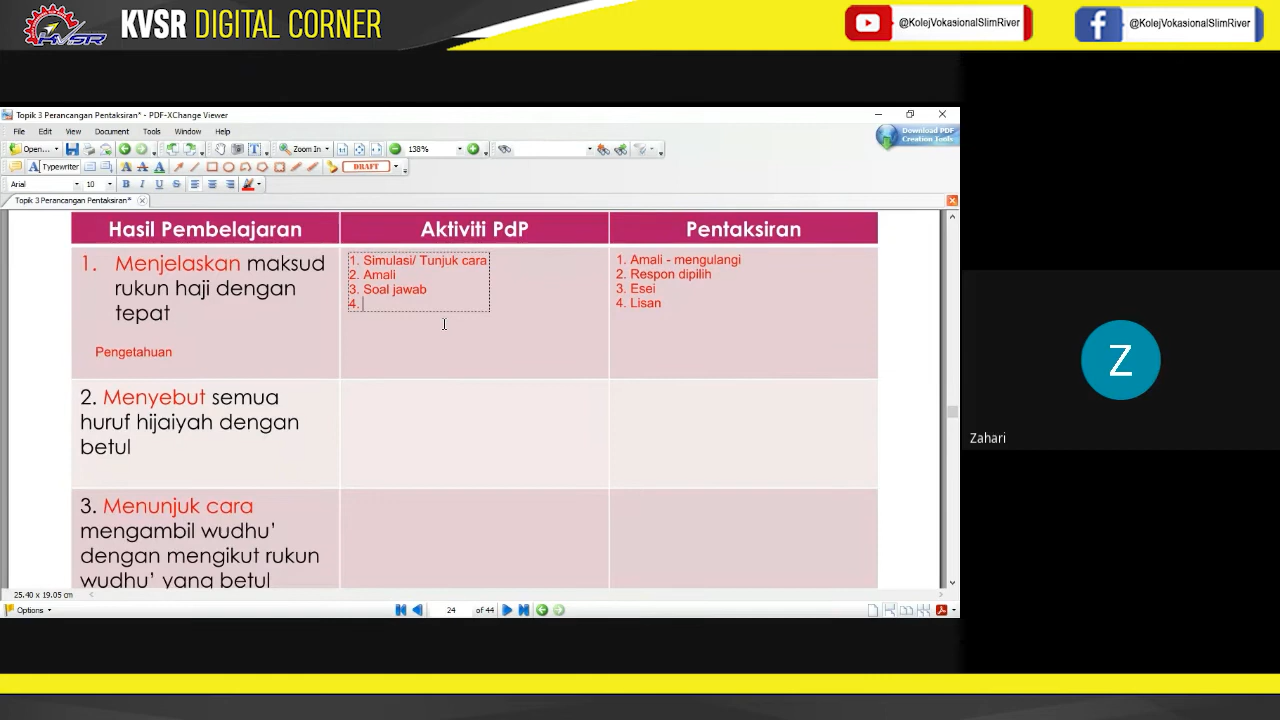 KVSR
KVSR DIGITAL CORNER
@KolejVokasionalSlimRiver
@KolejVokasionalSlimRiver
Topik 3 Perancangan Pentaksiran* - PDF-XChange Viewer
File Edit View Document Tools Window Help
Open... Zoom In 138%
Download PDF
Creation Tools
Typewriter DRAFT
Arial 10 B I U S
Topik 3 Perancangan Pentaksiran*
Hasil Pembelajaran Aktiviti PdP Pentaksiran
1. Menjelaskan maksud
rukun haji dengan
tepat
Pengetahuan
1. Simulasi/ Tunjuk cara
2. Amali
3. Soal jawab
4.
1. Amali - mengulangi
2. Respon dipilih
3. Esei
4. Lisan
2. Menyebut semua
huruf hijaiyah dengan
betul
3. Menunjuk cara
mengambil wudhu’
dengan mengikut rukun
wudhu’ yang betul
25.40 x 19.05 cm
Options 24 of 44
Z
Zahari